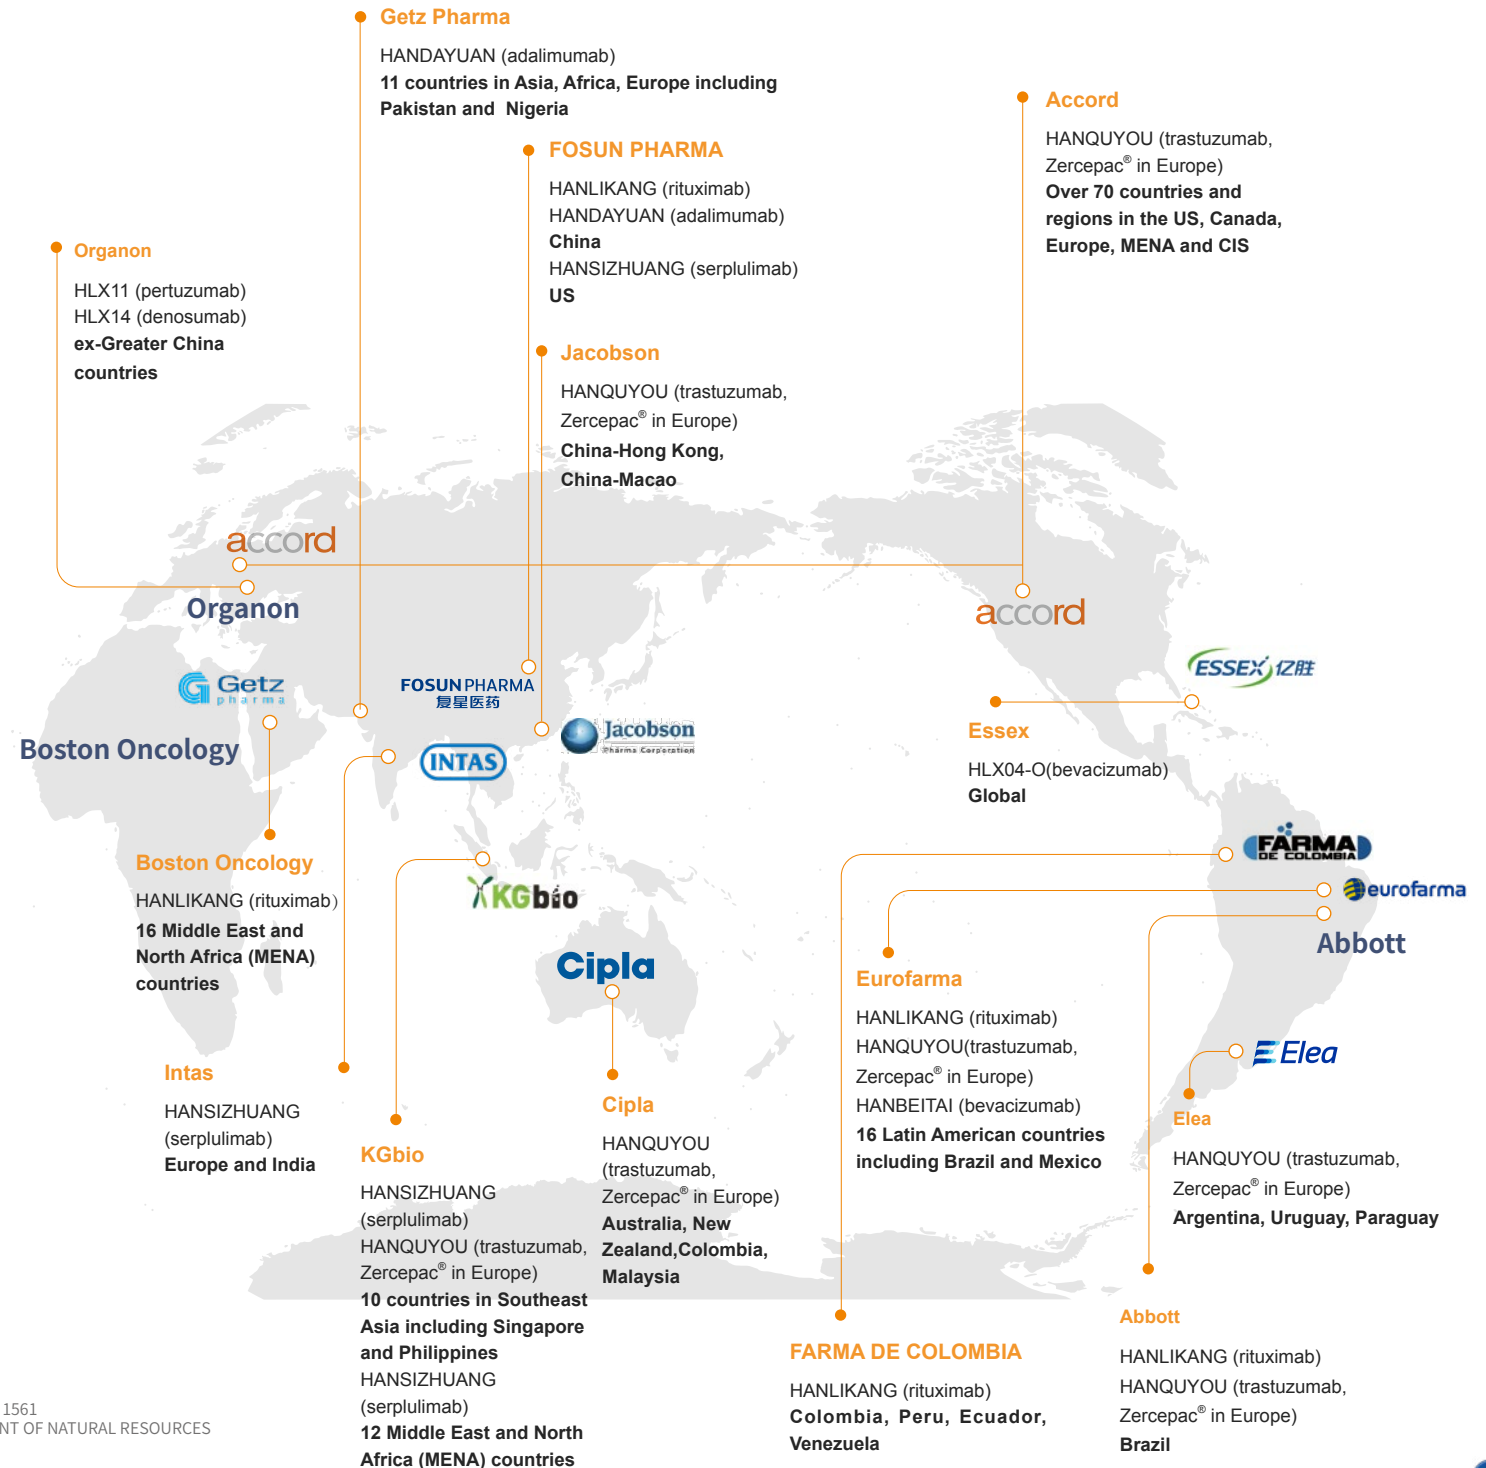 Getz Pharma
HANDAYUAN (adalimumab)
11 countries in Asia, Africa, Europe including
Pakistan and Nigeria
Accord
HANQUYOU (trastuzumab,
Zercepac® in Europe)
Over 70 countries and
regions in the US, Canada,
Europe, MENA and CIS
FOSUN PHARMA
HANLIKANG (rituximab)
HANDAYUAN (adalimumab)
China
HANSIZHUANG (serplulimab)
US
Organon
HLX11 (pertuzumab)
HLX14 (denosumab)
ex-Greater China
countries
Jacobson
HANQUYOU (trastuzumab,
Zercepac® in Europe)
China-Hong Kong,
China-Macao
accord
Organon
accord
Getz
pharma
FOSUN PHARMA
复星医药
ESSEX 亿胜
Boston Oncology
INTAS
Jacobson
Pharma Corporation
Essex
HLX04-O(bevacizumab)
Global
FARMA
DE COLOMBIA
eurofarma
Abbott
Boston Oncology
HANLIKANG (rituximab)
16 Middle East and
North Africa (MENA)
countries
KGbio
Cipla
Eurofarma
HANLIKANG (rituximab)
HANQUYOU(trastuzumab,
Zercepac® in Europe)
HANBEITAI (bevacizumab)
16 Latin American countries
including Brazil and Mexico
Elea
Elea
HANQUYOU (trastuzumab,
Zercepac® in Europe)
Argentina, Uruguay, Paraguay
Intas
HANSIZHUANG
(serplulimab)
Europe and India
KGbio
HANSIZHUANG
(serplulimab)
HANQUYOU (trastuzumab,
Zercepac® in Europe)
10 countries in Southeast
Asia including Singapore
and Philippines
HANSIZHUANG
(serplulimab)
12 Middle East and North
Africa (MENA) countries
Cipla
HANQUYOU
(trastuzumab,
Zercepac® in Europe)
Australia, New
Zealand,Colombia,
Malaysia
FARMA DE COLOMBIA
HANLIKANG (rituximab)
Colombia, Peru, Ecuador,
Venezuela
Abbott
HANLIKANG (rituximab)
HANQUYOU (trastuzumab,
Zercepac® in Europe)
Brazil
1561
NT OF NATURAL RESOURCES